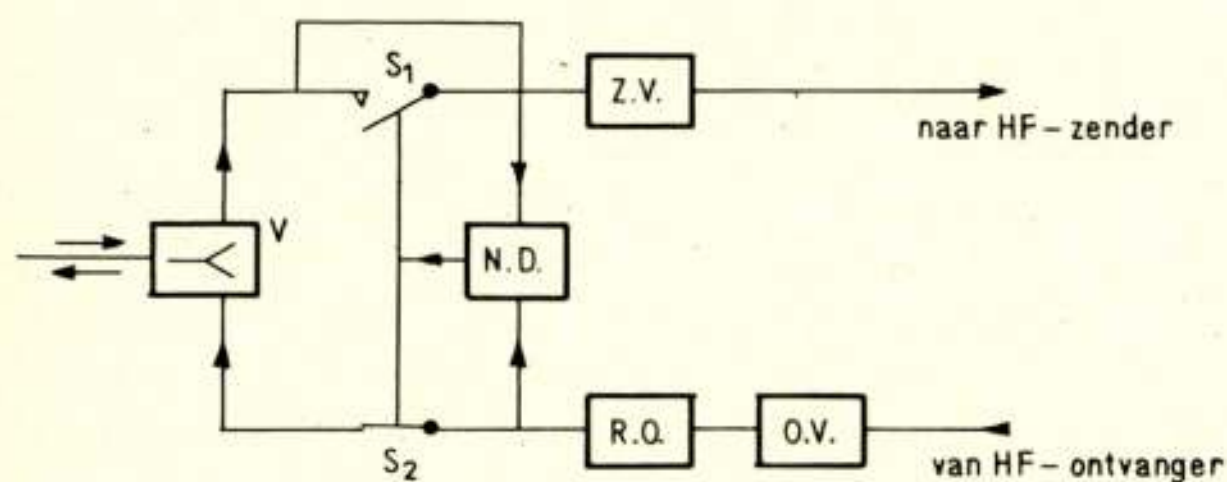 S1
Z.V.
naar HF-zender
V
N.D.
R.O.
O.V.
S2
van HF-ontvanger